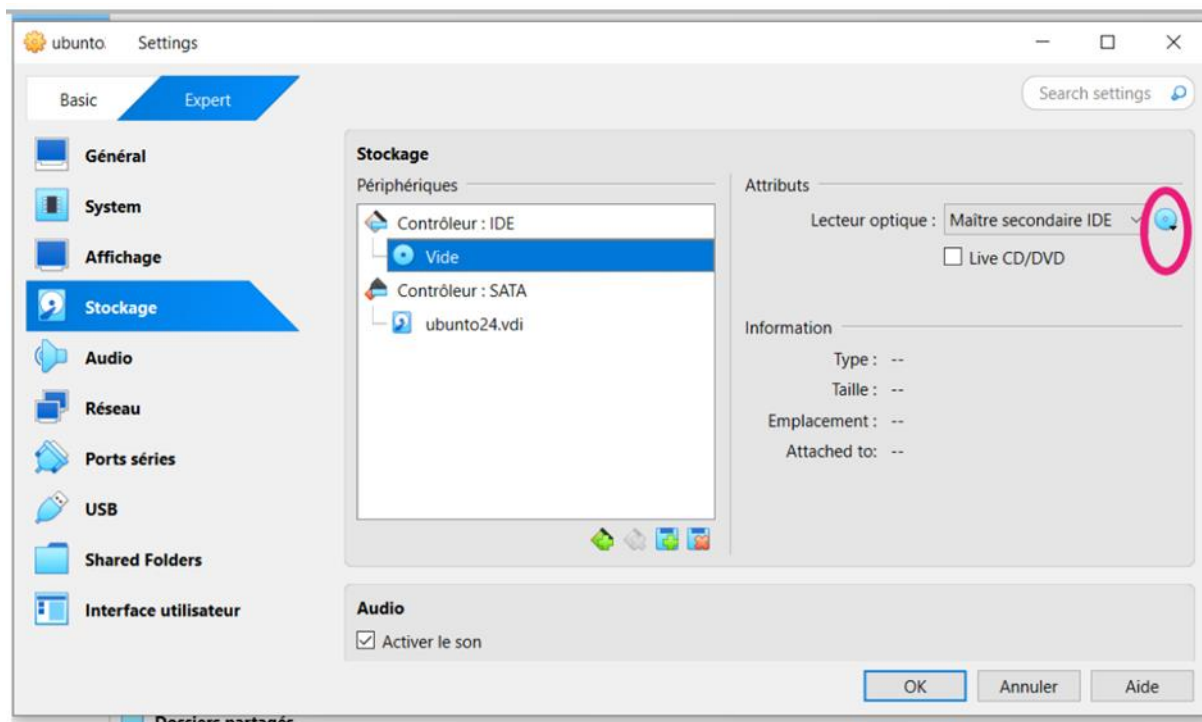 ubunto. Settings
Basic Expert Search settings
Général
System
Affichage
Stockage
Audio
Réseau
Ports séries
USB
Shared Folders
Interface utilisateur
Stockage
Périphériques
Contrôleur : IDE
Vide
Contrôleur : SATA
ubunto24.vdi
Attributs
Lecteur optique : Maître secondaire IDE
Live CD/DVD
Information
Type : --
Taille : --
Emplacement : --
Attached to: --
Audio
Activer le son
OK Annuler Aide
Dossiers partagés